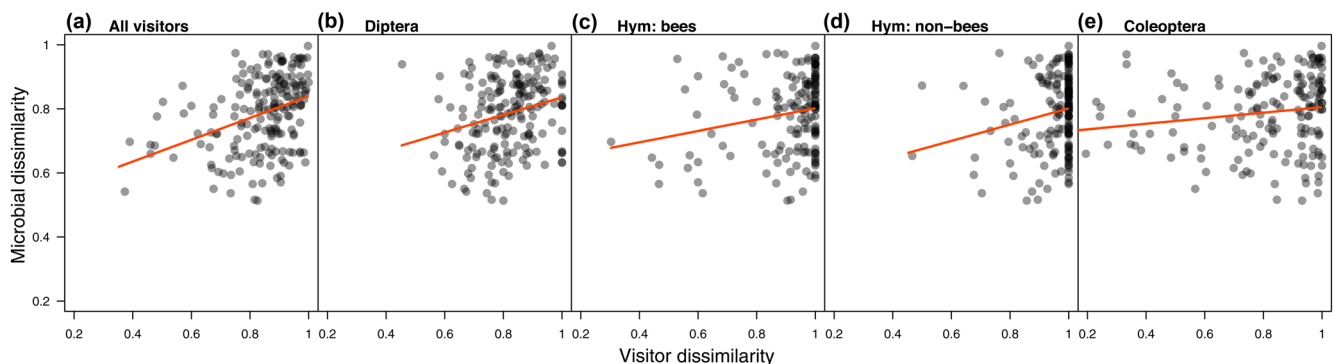 (a) All visitors
(b) Diptera
(c) Hym: bees
(d) Hym: non−bees
(e) Coleoptera
Microbial dissimilarity
1
0.8
0.6
0.4
0.2
0.2 0.4 0.6 0.8 1
0.2 0.4 0.6 0.8 1
0.2 0.4 0.6 0.8 1
0.2 0.4 0.6 0.8 1
0.2 0.4 0.6 0.8 1
Visitor dissimilarity